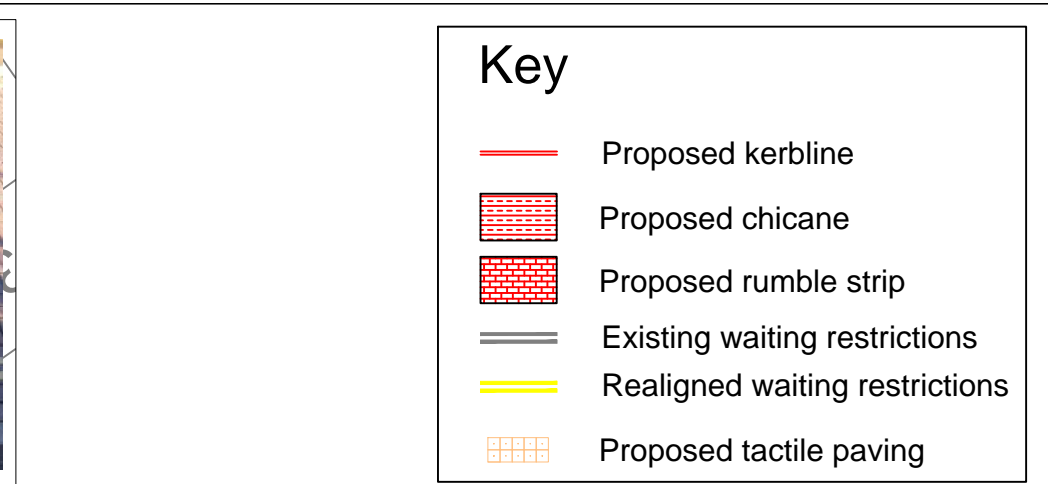 Key
Proposed kerbline
Proposed chicane
Proposed rumble strip
Existing waiting restrictions
Realigned waiting restrictions
Proposed tactile paving